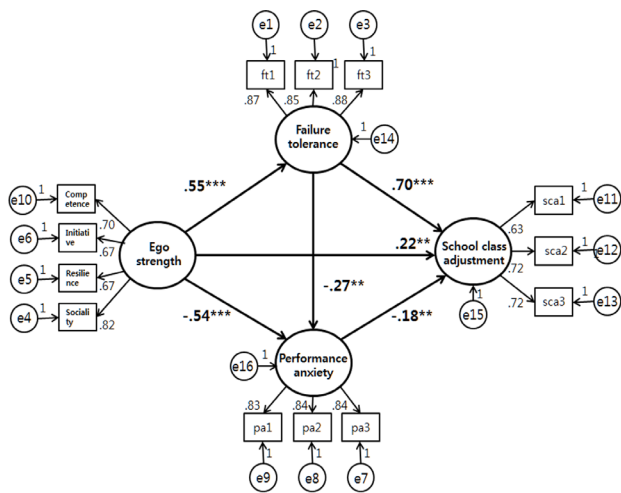 e1
e2
e3
1
1
1
ft1
ft2
ft3
.87
.85
.88
Failure
tolerance
1
e14
.55***
.70***
e10
1
Comp
etence
.70
e6
1
Initiati
ve
.67
e5
1
Resilie
nce
.67
e4
1
Sociali
ty
.82
Ego
strength
.22**
School class
adjustment
sca1
1
e11
.63
sca2
1
e12
.72
sca3
1
e13
.72
1
e15
-.27**
-.54***
-.18**
e16
1
Performance
anxiety
.83
.84
.84
pa1
pa2
pa3
1
1
1
e9
e8
e7